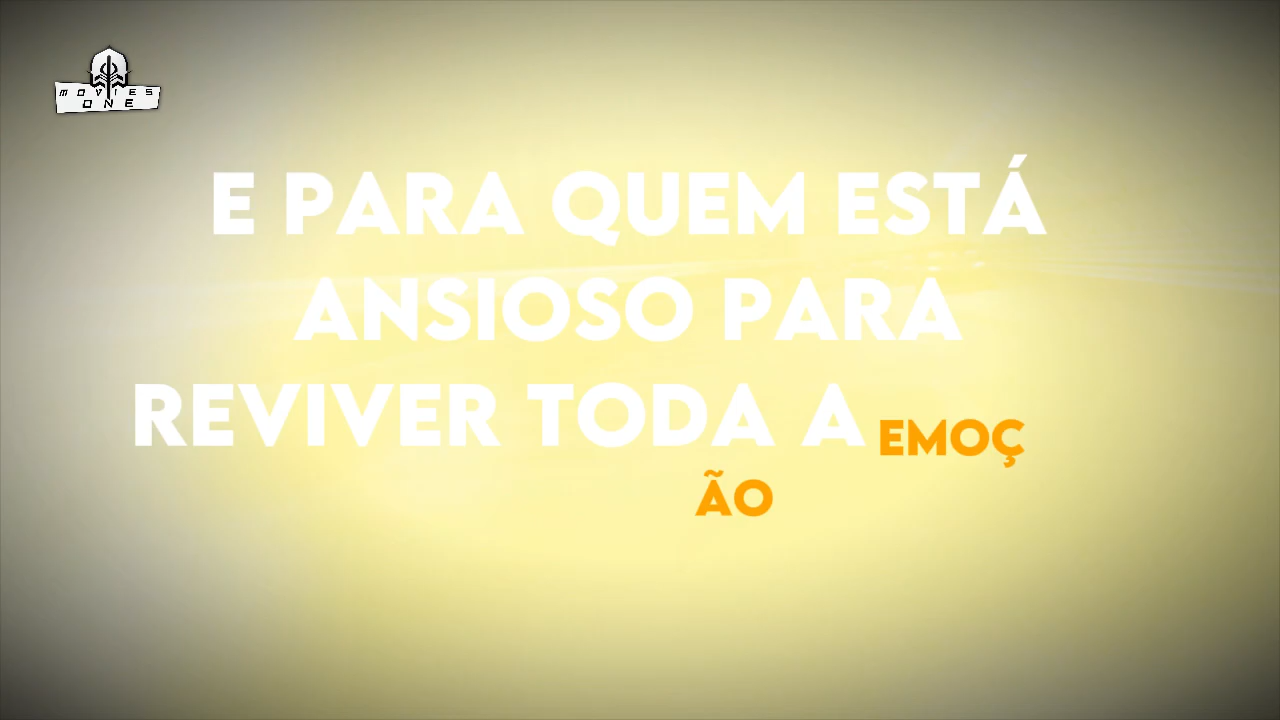 MOVIES
ONE
E PARA QUEM ESTÁ
ANSIOSO PARA
REVIVER TODA A EMOÇ
ÃO